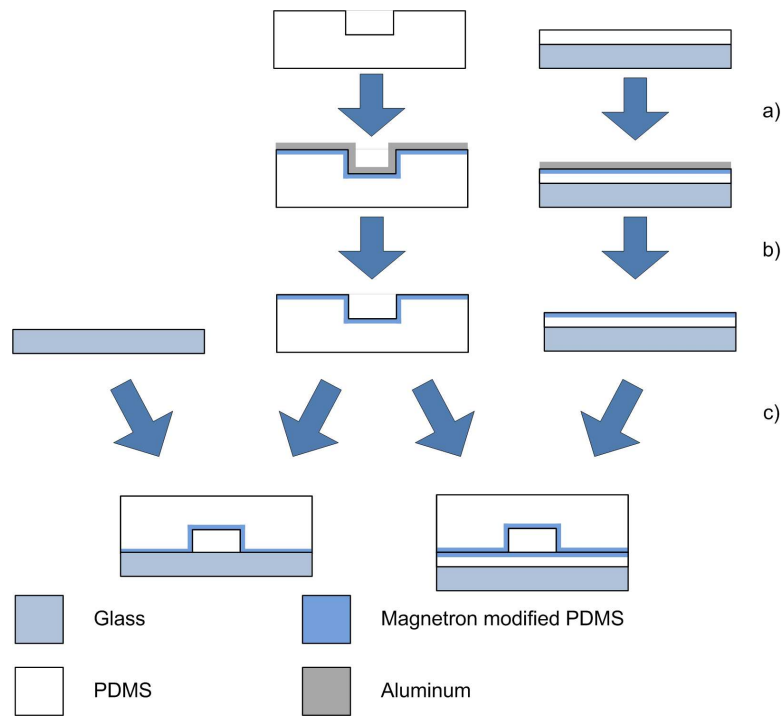 a)
b)
c)
Glass
Magnetron modified PDMS
PDMS
Aluminum